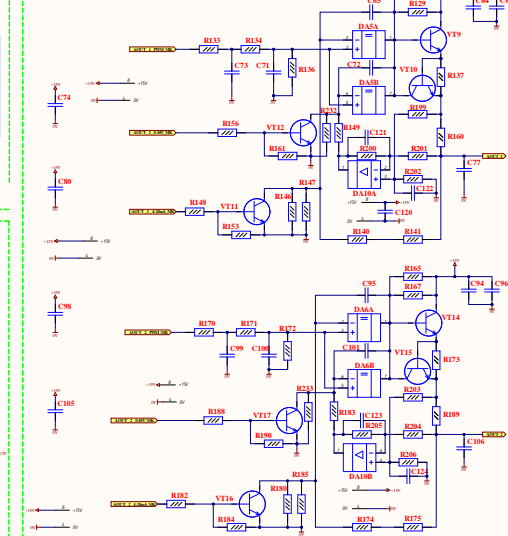 C65
R129
C64
DA5A
VT9
AOUT_1_PWM_MK
R133
R134
C73
C71
R136
C72
VT10
R137
DA5B
+15V
C74
R199
R232
AOUT_1_0-10V_MK
R156
VT12
R149
C121
R160
R161
R200
R201
AOUT_1
C77
DA10A
R202
C122
C80
R147
R146
+15V
AOUT_1_4-20mA_MK
R148
VT11
C120
R153
0V
R140
R141
+15V
0V
R165
C95
R167
C94
C96
C98
DA6A
VT14
AOUT_2_PWM_MK
R170
R171
R172
C99
C100
C101
VT15
R173
DA6B
+15V
R203
R233
0V
C105
AOUT_2_0-10V_MK
R188
VT17
R183
C123
R189
R190
R205
R204
AOUT_2
C106
DA10B
R206
C124
R185
R180
+15V
AOUT_2_4-20mA_MK
R182
VT16
0V
+15V
R184
R174
R175
0V